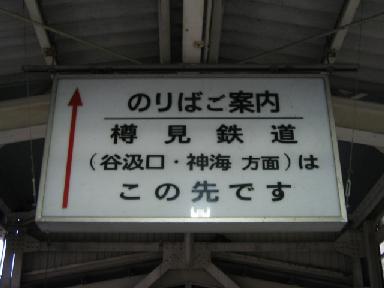 のりばご案内
樽見鉄道
(谷汲口・神海 方面)は
この先です